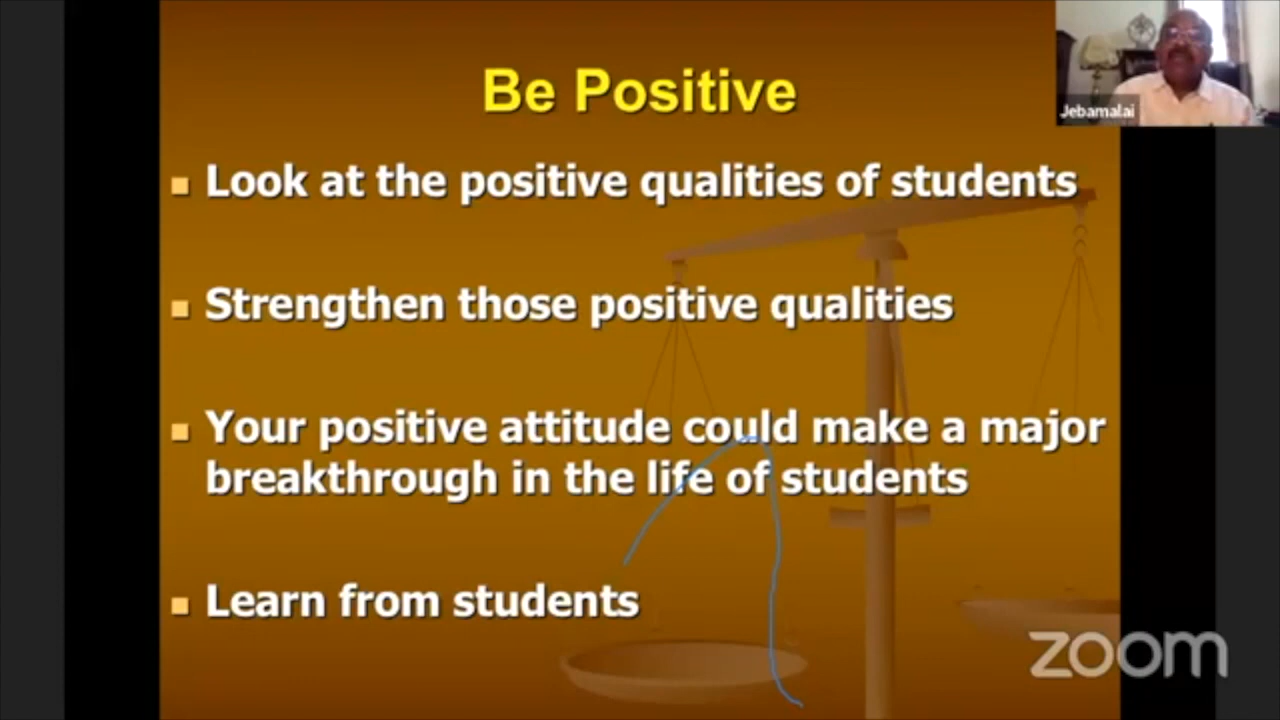 Be Positive
Jebamalai
Look at the positive qualities of students
Strengthen those positive qualities
Your positive attitude could make a major
breakthrough in the life of students
Learn from students
zoom